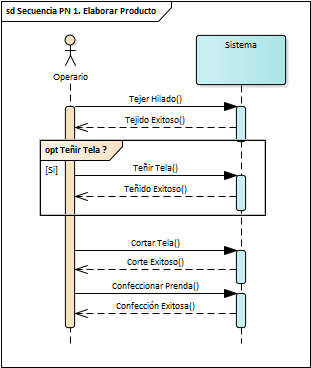 sd Secuencia PN 1. Elaborar Producto
Operario
Sistema
Tejer Hilado()
Tejido Exitoso()
opt Teñir Tela ?
[Si]
Teñir Tela()
Teñido Exitoso()
Cortar Tela()
Corte Exitoso()
Confeccionar Prenda()
Confección Exitosa()